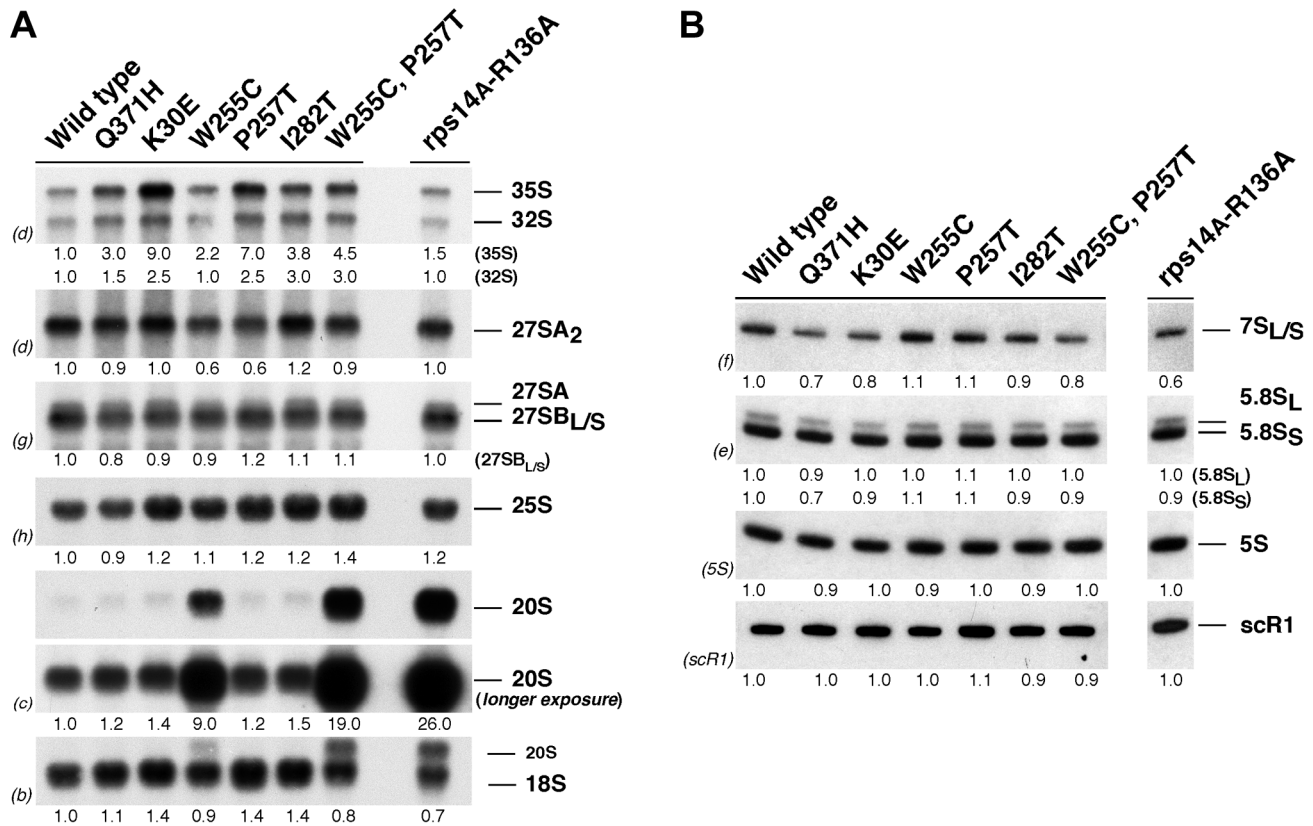 A
Wild type
Q371H
K30E
W255C
P257T
I282T
W255C, P257T
rps14A-R136A
35S
32S
(d)
1.0 3.0 9.0 2.2 7.0 3.8 4.5 1.5 (35S)
1.0 1.5 2.5 1.0 2.5 3.0 3.0 1.0 (32S)
27SA2
(d)
1.0 0.9 1.0 0.6 0.6 1.2 0.9 1.0
27SA
27SBL/S
(g)
1.0 0.8 0.9 0.9 1.2 1.1 1.1 1.0 (27SBL/S)
25S
(h)
1.0 0.9 1.2 1.1 1.2 1.2 1.4 1.2
20S
20S
(longer exposure)
(c)
1.0 1.2 1.4 9.0 1.2 1.5 19.0 26.0
20S
18S
(b)
1.0 1.1 1.4 0.9 1.4 1.4 0.8 0.7
B
Wild type
Q371H
K30E
W255C
P257T
I282T
W255C, P257T
rps14A-R136A
7SL/S
(f)
1.0 0.7 0.8 1.1 1.1 0.9 0.8 0.6
5.8SL
5.8SS
(e)
1.0 0.9 1.0 1.0 1.1 1.0 1.0 1.0 (5.8SL)
1.0 0.7 0.9 1.1 1.1 0.9 0.9 0.9 (5.8SS)
5S
(5S)
1.0 0.9 1.0 0.9 1.0 0.9 1.0 1.0
scR1
(scR1)
1.0 1.0 1.0 1.0 1.1 0.9 0.9 1.0